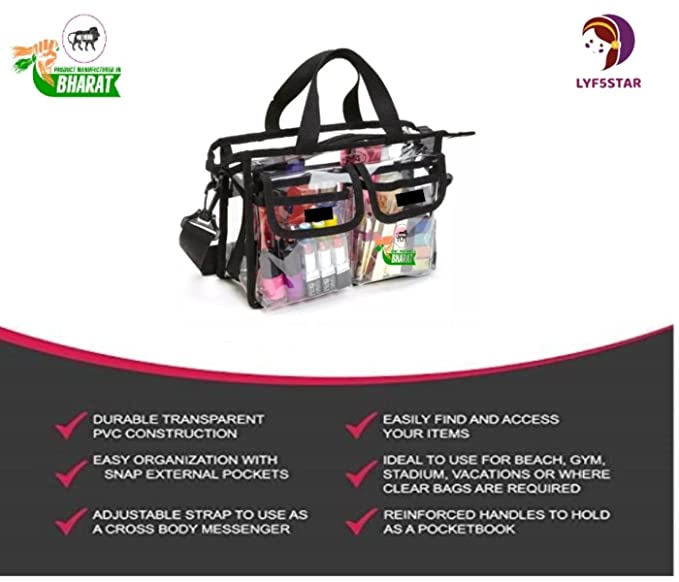 PRODUCT MANUFACTURED IN
BHARAT
LYF5STAR
BHARAT
DURABLE TRANSPARENT
PVC CONSTRUCTION
EASY ORGANIZATION WITH
SNAP EXTERNAL POCKETS
ADJUSTABLE STRAP TO USE AS
A CROSS BODY MESSENGER
EASILY FIND AND ACCESS
YOUR ITEMS
IDEAL TO USE FOR BEACH, GYM,
STADIUM, VACATIONS OR WHERE
CLEAR BAGS ARE REQUIRED
REINFORCED HANDLES TO HOLD
AS A POCKETBOOK